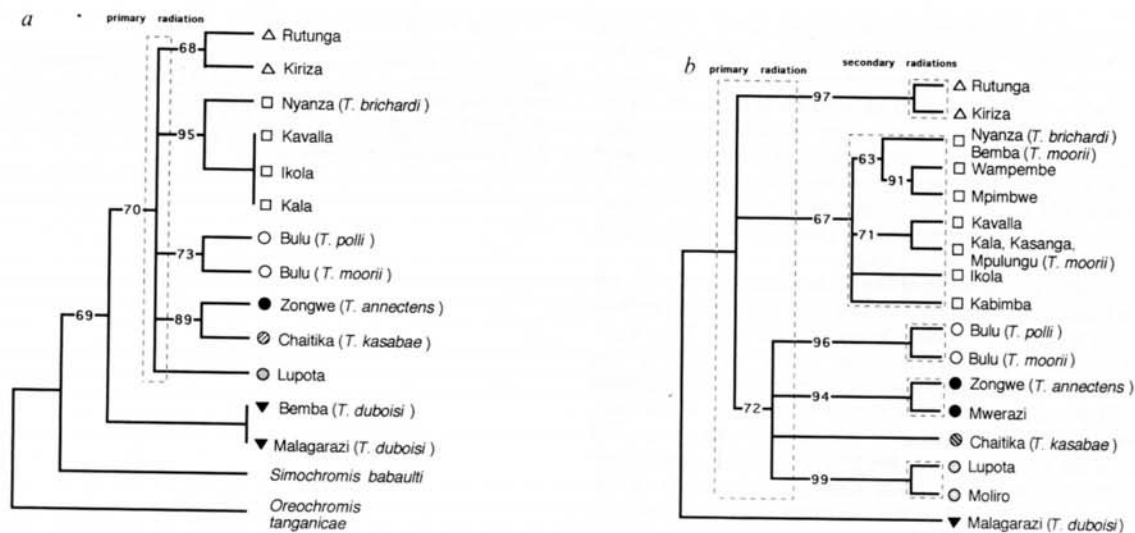 a
primary radiation
68
Rutunga
Kiriza
95
Nyanza (T. brichardi )
Kavalla
Ikola
Kala
70
73
Bulu (T. polli )
Bulu (T. moorii )
89
Zongwe (T. annectens )
Chaitika (T. kasabae )
Lupota
69
Bemba (T. duboisi )
Malagarazi (T. duboisi )
Simochromis babaulti
Oreochromis
tanganicae
b
primary radiation
secondary radiations
97
Rutunga
Kiriza
67
63
Nyanza (T. brichardi )
Bemba (T. moorii )
91
Wampembe
Mpimbwe
71
Kavalla
Kala, Kasanga,
Mpulungu (T. moorii )
Ikola
Kabimba
72
96
Bulu (T. polli )
Bulu (T. moorii )
94
Zongwe (T. annectens )
Mwerazi
Chaitika (T. kasabae )
99
Lupota
Moliro
Malagarazi (T. duboisi )